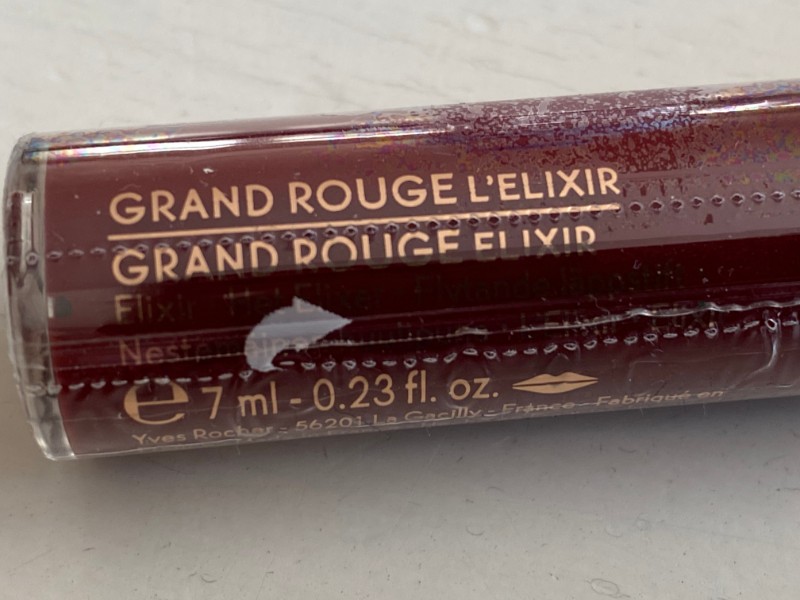 GRAND ROUGE L'ELIXIR
GRAND ROUGE ELIXIR
Elixir
℮ 7 ml - 0.23 fl. oz.
Yves Rocher - 56201 La Gacilly - France - Fabriqué en